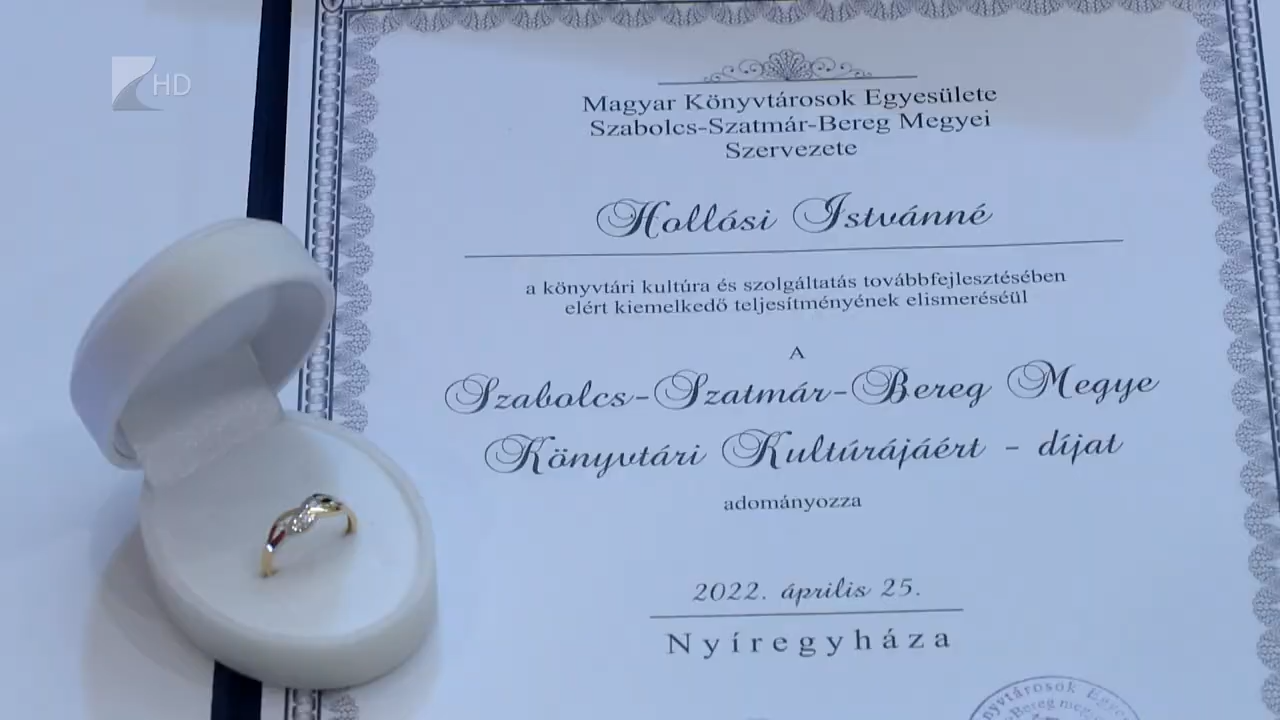 HD
Magyar Könyvtárosok Egyesülete
Szabolcs-Szatmár-Bereg Megyei
Szervezete
Hollósi Istvánné
a könyvtári kultúra és szolgáltatás továbbfejlesztésében
elért kiemelkedő teljesítményének elismeréséül
A
Szabolcs-Szatmár-Bereg Megye
Könyvtári Kultúrájáért - díjat
adományozza
2022. április 25.
Nyíregyháza